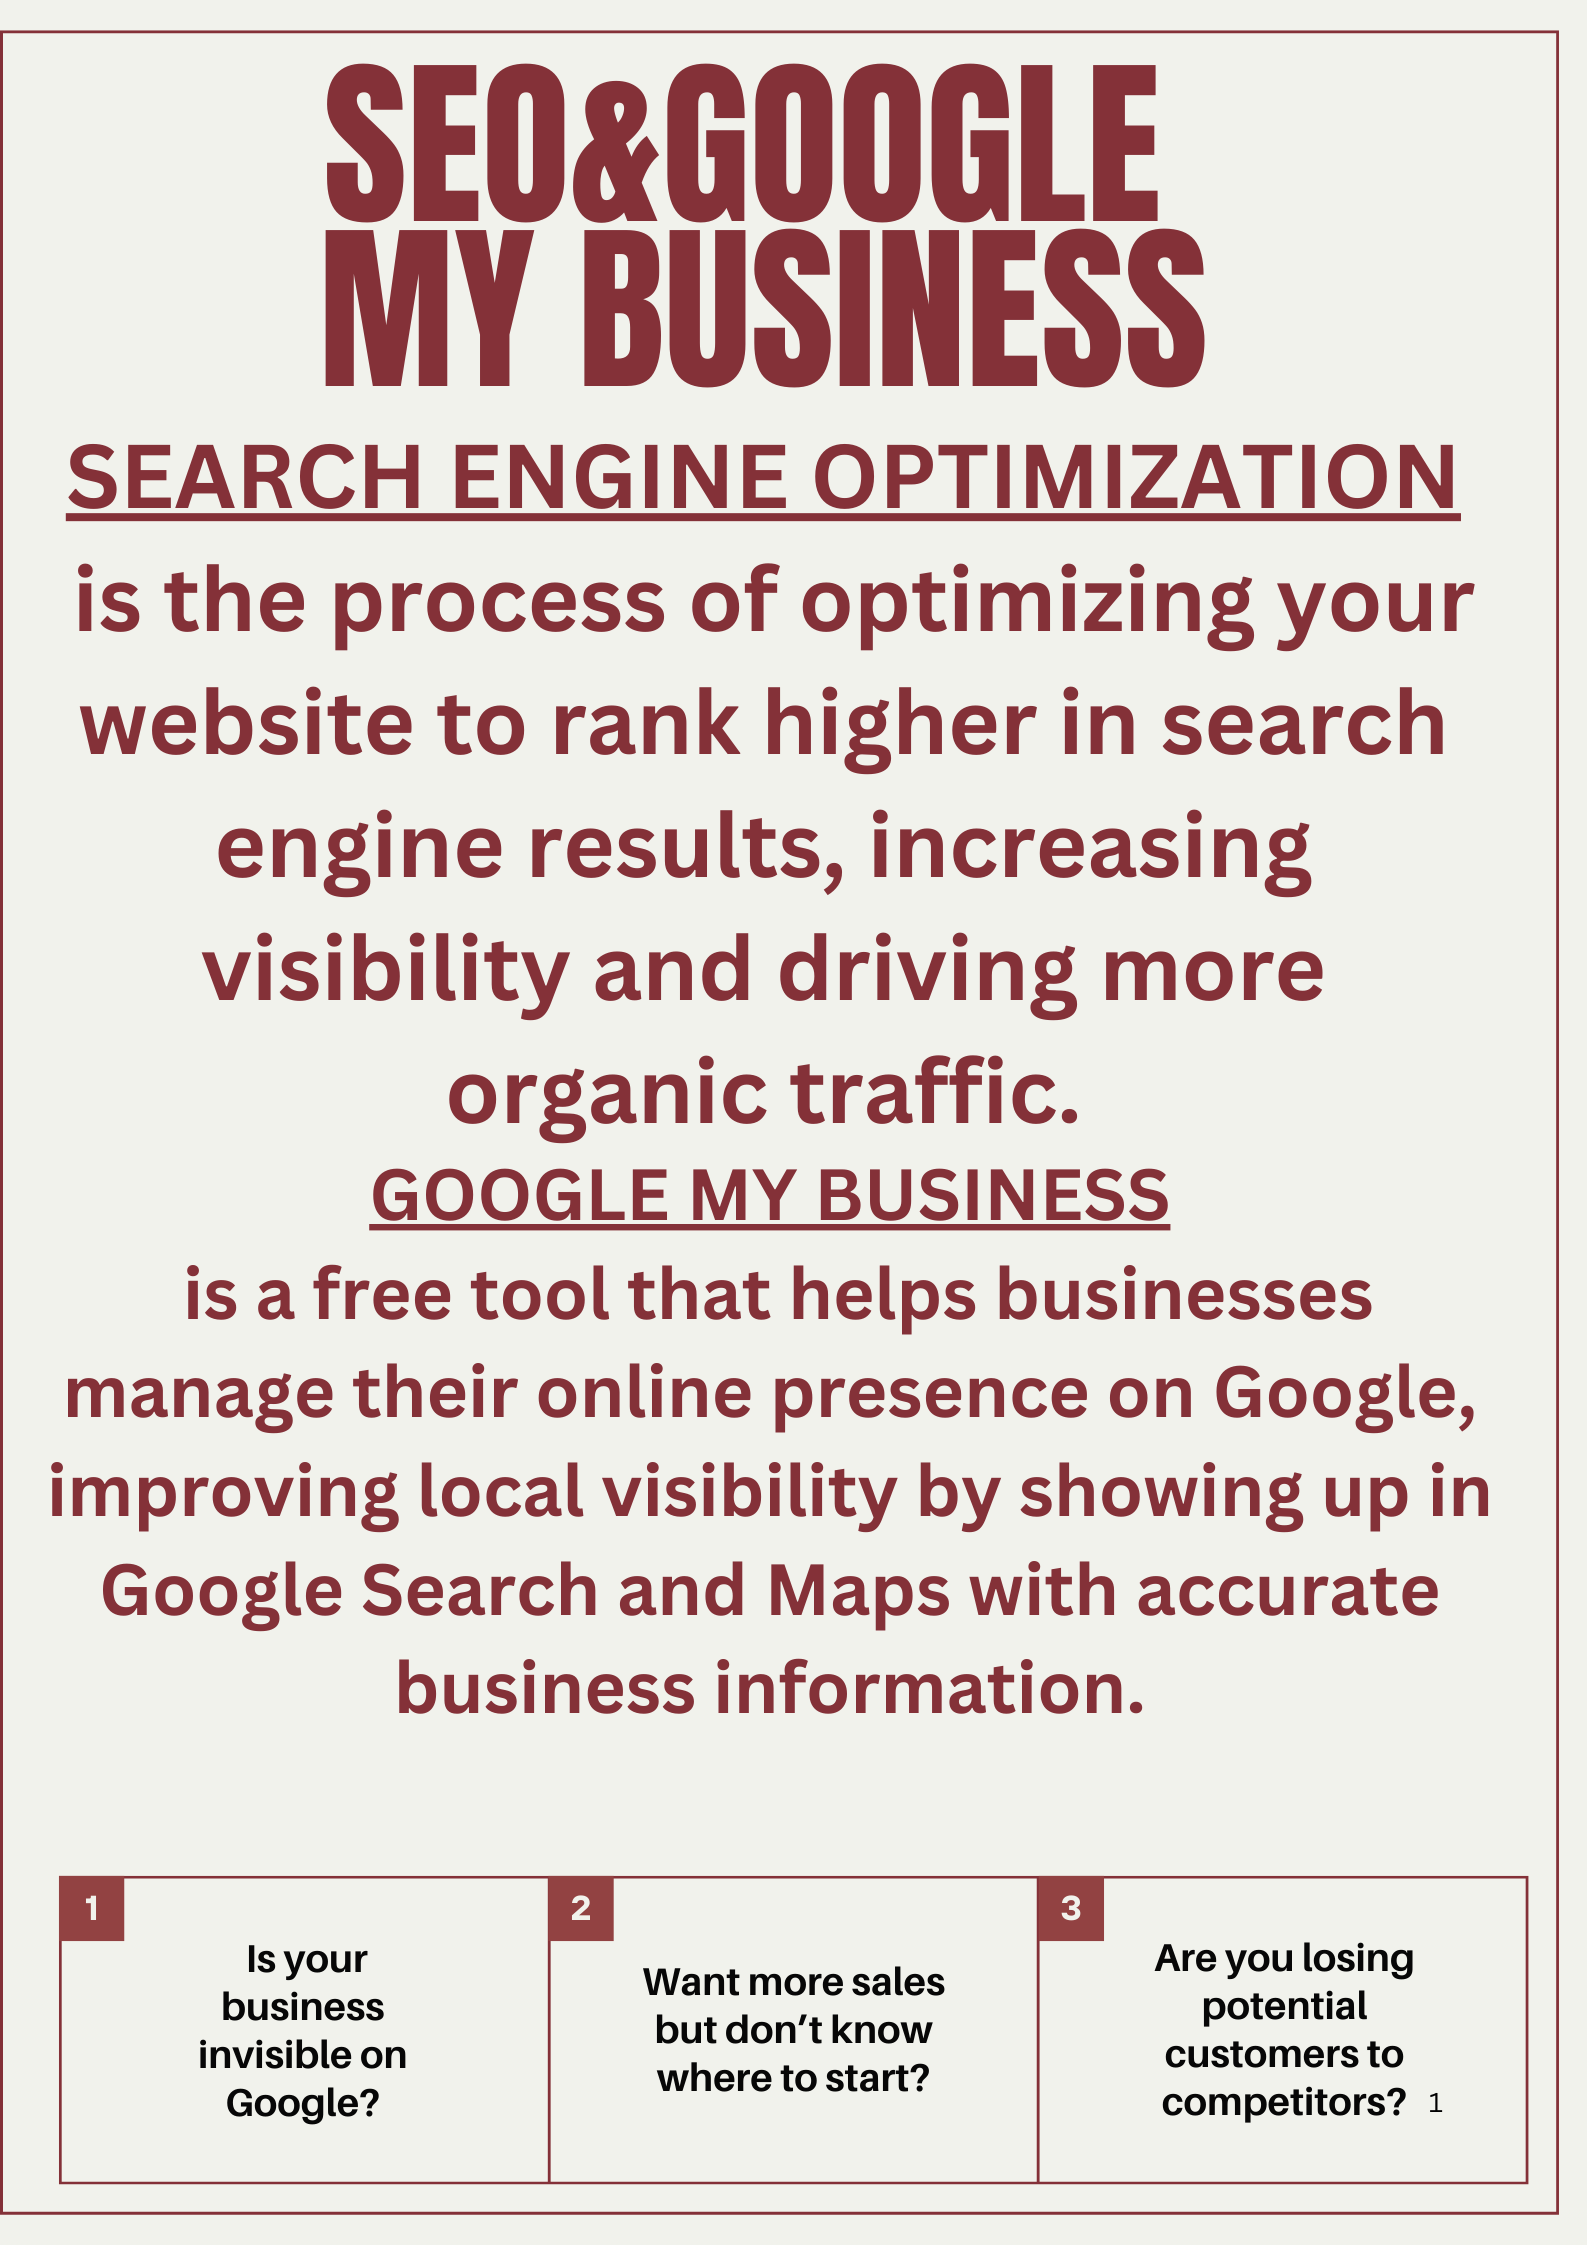 SEO&GOOGLE
MY BUSINESS
SEARCH ENGINE OPTIMIZATION
is the process of optimizing your
website to rank higher in search
engine results, increasing
visibility and driving more
organic traffic.
GOOGLE MY BUSINESS
is a free tool that helps businesses
manage their online presence on Google,
improving local visibility by showing up in
Google Search and Maps with accurate
business information.
1
Is your
business
invisible on
Google?
2
Want more sales
but don’t know
where to start?
3
Are you losing
potential
customers to
competitors?
1